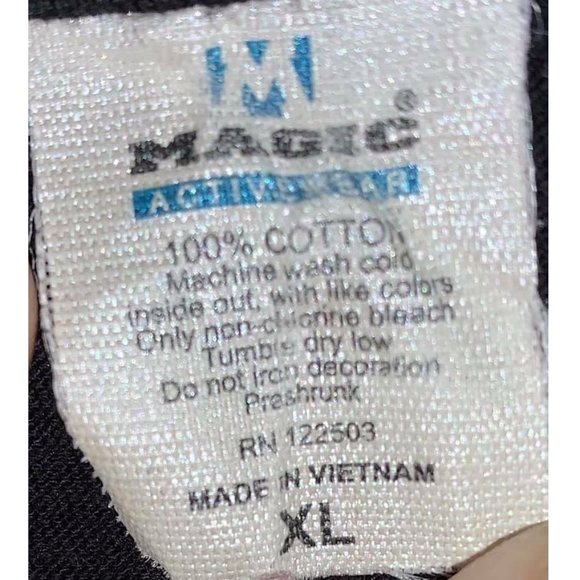 M
MAGIC®
ACTIVEWEAR
100% COTTON
Machine wash cold
inside out, with like colors
Only non-chlorine bleach
Tumble dry low
Do not Iron decoration
Preshrunk
RN 122503
MADE IN VIETNAM
XL